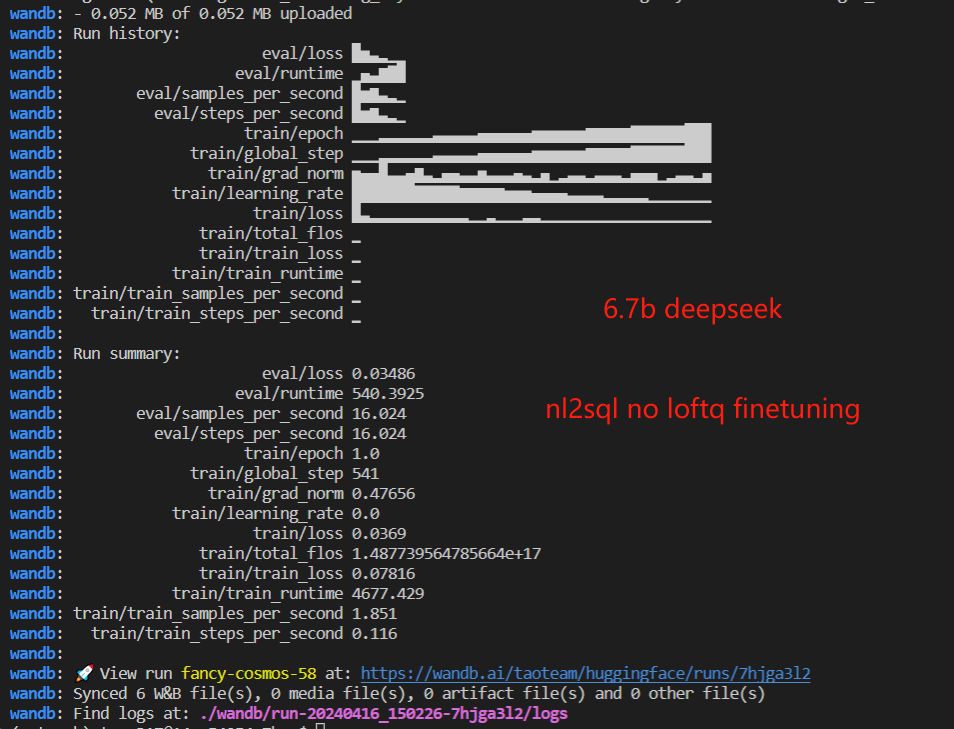 wandb: - 0.052 MB of 0.052 MB uploaded
wandb: Run history:
wandb: eval/loss
wandb: eval/runtime
wandb: eval/samples_per_second
wandb: eval/steps_per_second
wandb: train/epoch
wandb: train/global_step
wandb: train/grad_norm
wandb: train/learning_rate
wandb: train/loss
wandb: train/total_flos
wandb: train/train_loss
wandb: train/train_runtime
wandb: train/train_samples_per_second
wandb: train/train_steps_per_second
6.7b deepseek
wandb:
wandb: Run summary:
wandb: eval/loss 0.03486
wandb: eval/runtime 540.3925
wandb: eval/samples_per_second 16.024
nl2sql no loftq finetuning
wandb: eval/steps_per_second 16.024
wandb: train/epoch 1.0
wandb: train/global_step 541
wandb: train/grad_norm 0.47656
wandb: train/learning_rate 0.0
wandb: train/loss 0.0369
wandb: train/total_flos 1.487739564785664e+17
wandb: train/train_loss 0.07816
wandb: train/train_runtime 4677.429
wandb: train/train_samples_per_second 1.851
wandb: train/train_steps_per_second 0.116
wandb:
wandb: 🚀 View run fancy-cosmos-58 at: https://wandb.ai/taoteam/huggingface/runs/7hjga3l2
wandb: Synced 6 W&B file(s), 0 media file(s), 0 artifact file(s) and 0 other file(s)
wandb: Find logs at: ./wandb/run-20240416_150226-7hjga3l2/logs